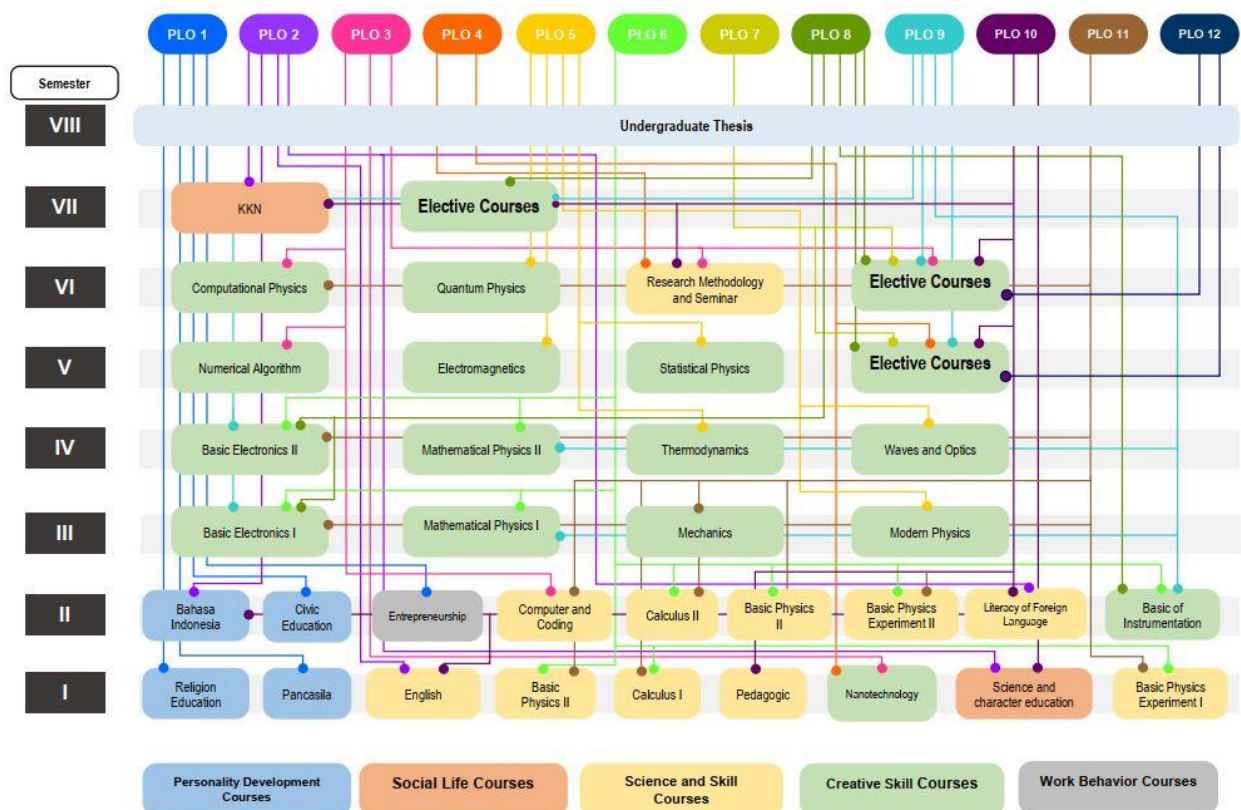 PLO 1 PLO 2 PLO 3 PLO 4 PLO 5 PLO 6 PLO 7 PLO 8 PLO 9 PLO 10 PLO 11 PLO 12
Semester
VIII
Undergraduate Thesis
VII
KKN
Elective Courses
VI
Computational Physics
Quantum Physics
Research Methodology
and Seminar
Elective Courses
V
Numerical Algorithm
Electromagnetics
Statistical Physics
Elective Courses
IV
Basic Electronics II
Mathematical Physics II
Thermodynamics
Waves and Optics
III
Basic Electronics I
Mathematical Physics I
Mechanics
Modern Physics
II
Bahasa
Indonesia
Civic
Education
Entrepreneurship
Computer and
Coding
Calculus II
Basic Physics
II
Basic Physics
Experiment II
Literacy of Foreign
Language
Basic of
Instrumentation
I
Religion
Education
Pancasila
English
Basic
Physics II
Calculus I
Pedagogic
Nanotechnology
Science and
character education
Basic Physics
Experiment I
Personality Development
Courses
Social Life Courses
Science and Skill
Courses
Creative Skill Courses
Work Behavior Courses